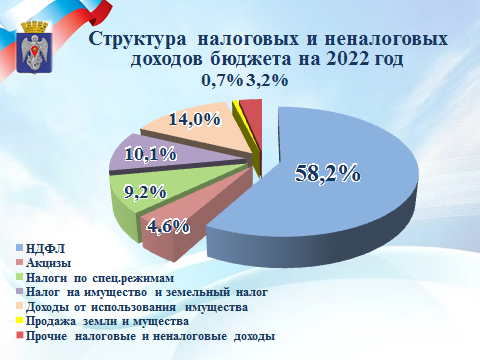 Структура налоговых и неналоговых
доходов бюджета на 2022 год
0,7% 3,2%
14,0%
10,1%
58,2%
9,2%
4,6%
НДФЛ
Акцизы
Налоги по спец.режимам
Налог на имущество и земельный налог
Доходы от использования имущества
Продажа земли и мущества
Прочие налоговые и неналоговые доходы